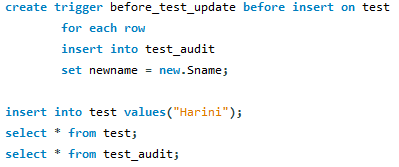 create trigger before_test_update before insert on test
for each row
insert into test_audit
set newname = new.Sname;
insert into test values("Harini");
select * from test;
select * from test_audit;